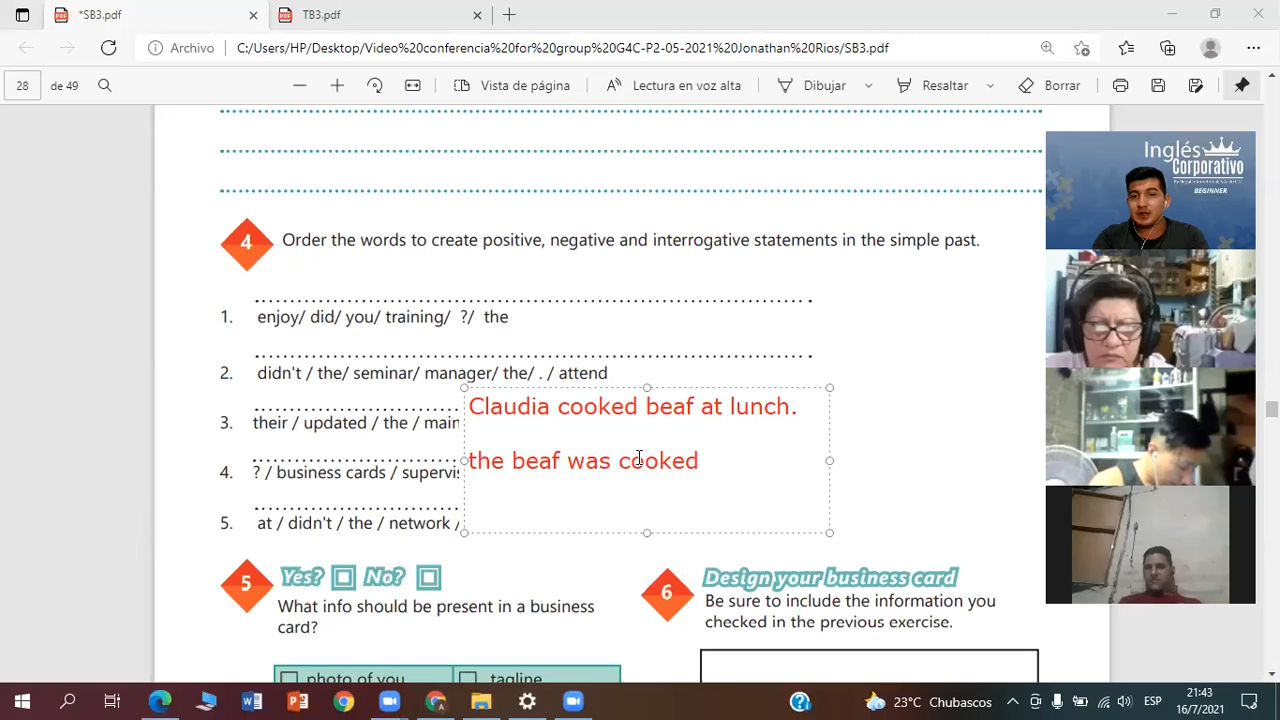 *SB3.pdf
TB3.pdf
Archivo
C:/Users/HP/Desktop/Video%20conferencia%20for%20group%20G4C-P2-05-2021%20Jonathan%20Rios/SB3.pdf
28 de 49
Vista de página
Lectura en voz alta
Dibujar
Resaltar
Borrar
Inglés
Corporativo
BEGINNER
4 Order the words to create positive, negative and interrogative statements in the simple past.
1. enjoy/ did/ you/ training/ ?/ the
2. didn't / the/ seminar/ manager/ the/ . / attend
Claudia cooked beaf at lunch.
3. their / updated / the / main
the beaf was cooked
4. ? / business cards / supervis
5. at / didn't / the / network /
5 Yes? No?
What info should be present in a business
card?
photo of you
tagline
6 Design your business card
Be sure to include the information you
checked in the previous exercise.
23°C Chubascos
ESP
21:43
16/7/2021